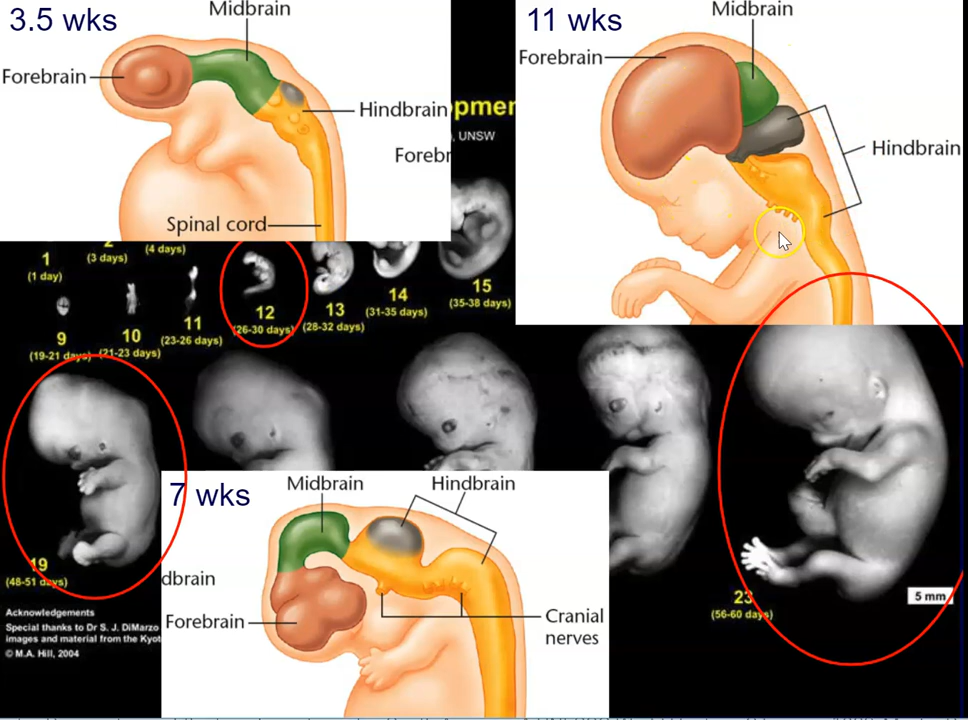 3.5 wks
Midbrain
Forebrain
Hindbrain
Spinal cord
11 wks
Midbrain
Forebrain
Hindbrain
pmen
, UNSW
Forebr
1
(1 day)
2
(3 days)
(4 days)
9
(19-21 days)
10
(21-23 days)
11
(23-26 days)
12
(26-30 days)
13
(28-32 days)
14
(31-35 days)
15
(35-38 days)
7 wks
Midbrain
Hindbrain
dbrain
Forebrain
Cranial
nerves
19
(48-51 days)
23
(56-60 days)
5 mm
Acknowledgements
Special thanks to Dr S. J. DiMarzo
images and material from the Kyot
© M.A. Hill, 2004